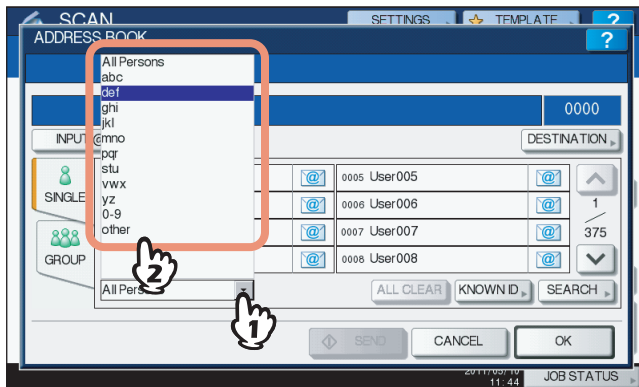 SCAN
SETTINGS
TEMPLATE
?
ADDRESS BOOK
?
All Persons
abc
def
ghi
jkl
mno
pqr
stu
vwx
yz
0-9
other
0000
INPUT @
DESTINATION
SINGLE
GROUP
0005 User005
0006 User006
0007 User007
0008 User008
1
375
All Pers
ALL CLEAR
KNOWN ID
SEARCH
2
1
SEND
CANCEL
OK
11:44
JOB STATUS